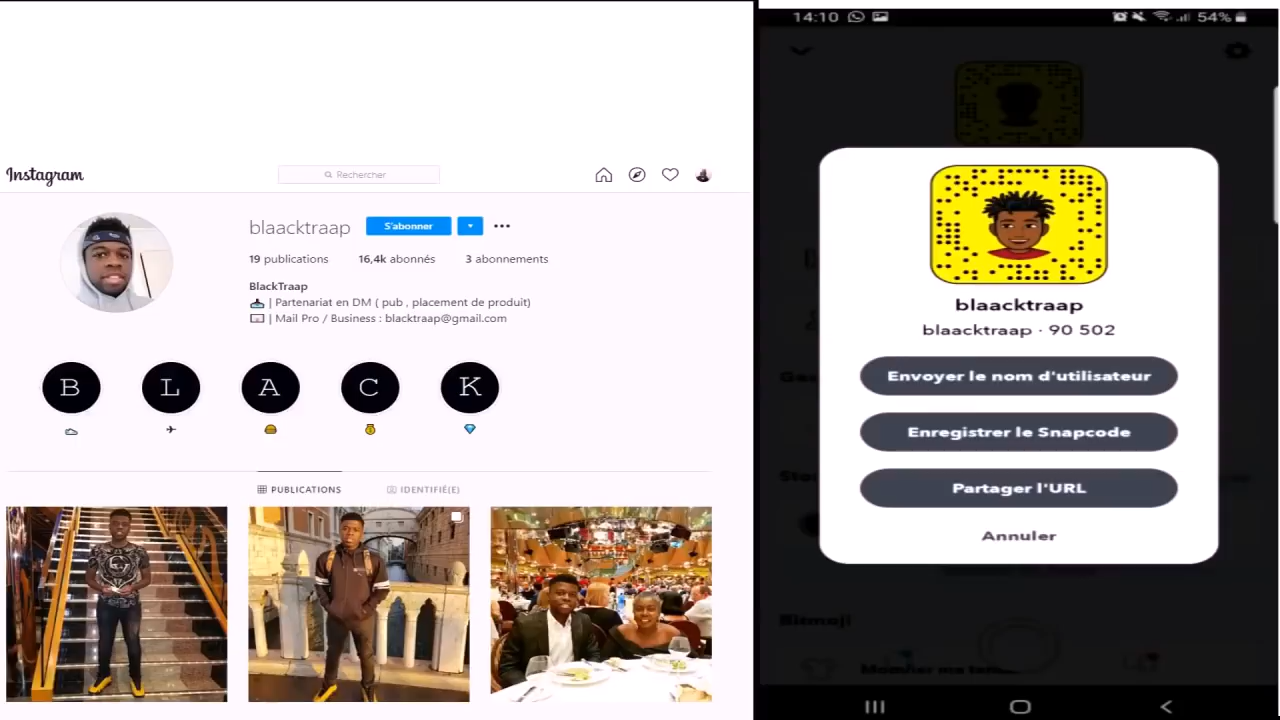 Instagram
Rechercher
blaacktraap S'abonner
19 publications 16,4k abonnés 3 abonnements
BlackTraap
| Partenariat en DM ( pub , placement de produit)
| Mail Pro / Business : blacktraap@gmail.com
B L A C K
PUBLICATIONS IDENTIFIÉ(E)
14:10 54%
blaacktraap
blaacktraap · 90 502
Envoyer le nom d'utilisateur
Enregistrer le Snapcode
Partager l'URL
Annuler
Bitmoji